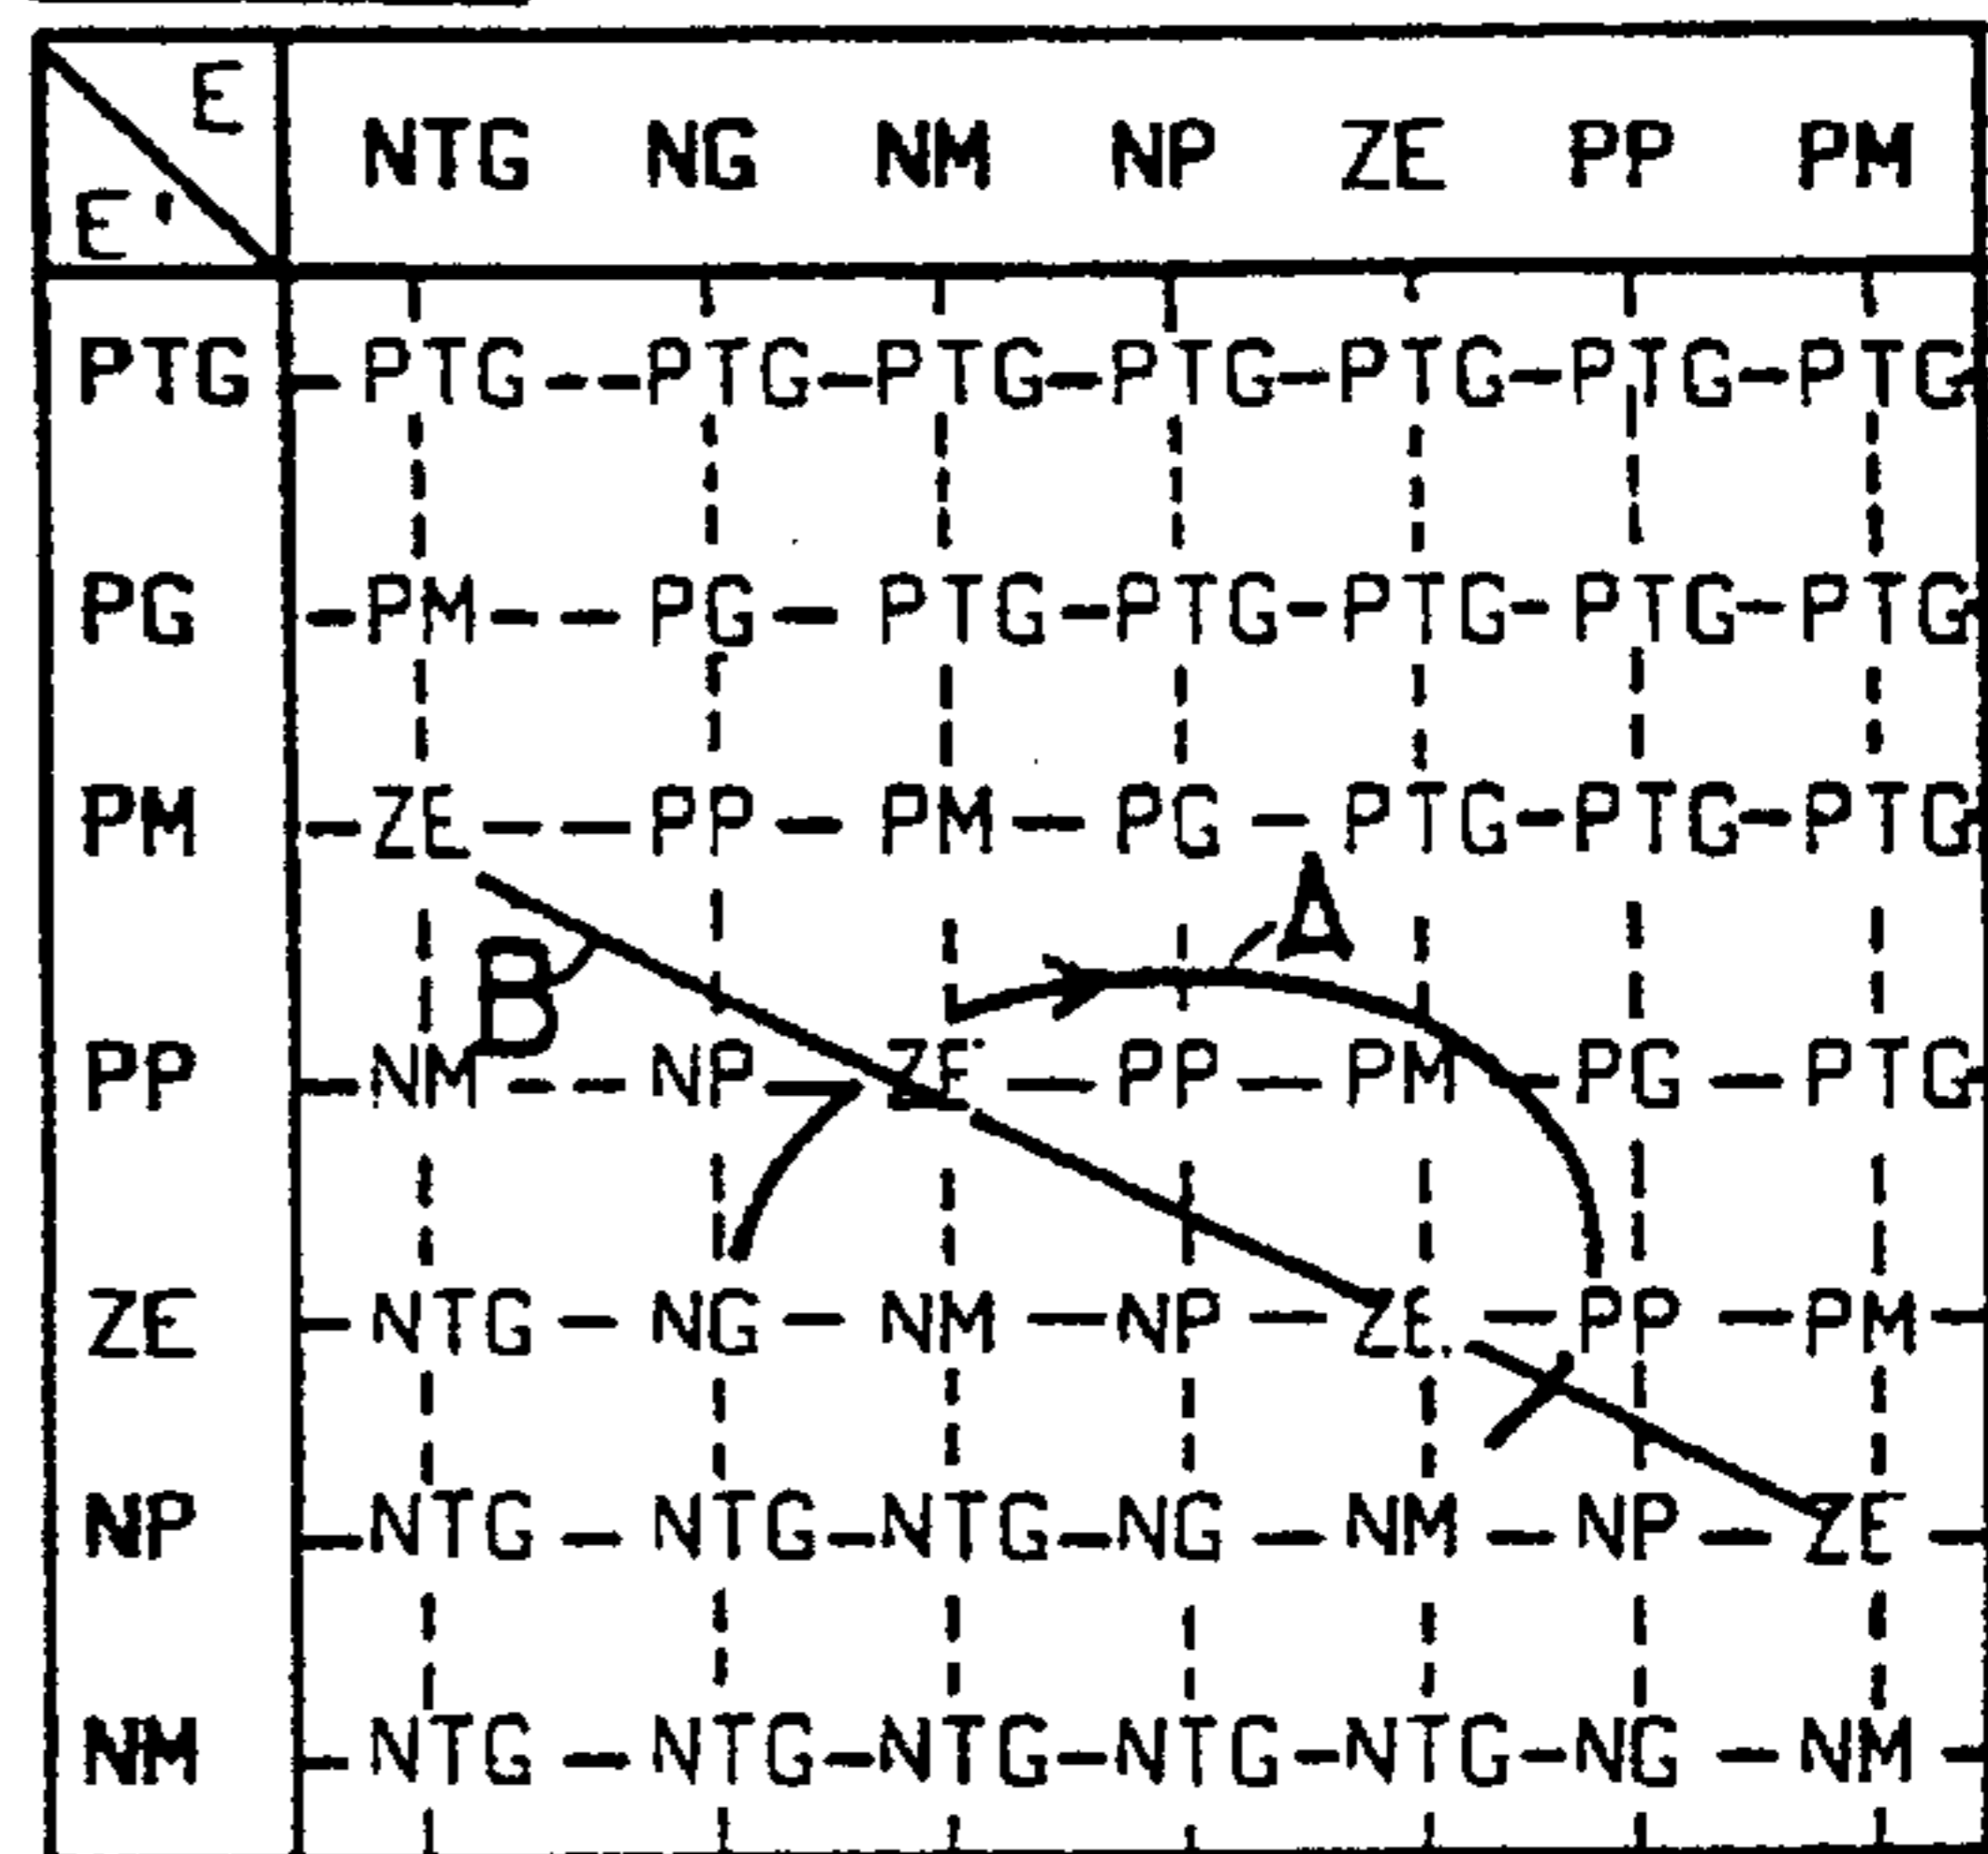 ε
ε'
NTG NG NM NP ZE PP PM
PTG PTG PTG PTG PTG PTG PTG PTG
PG PM PG PTG PTG PTG PTG PTG
PM ZE PP PM PG PTG PTG PTG
A
B
PP NM NP ZE PP PM PG PTG
ZE NTG NG NM NP ZE PP PM
NP NTG NTG NTG NG NM NP ZE
NM NTG NTG NTG NTG NTG NG NM